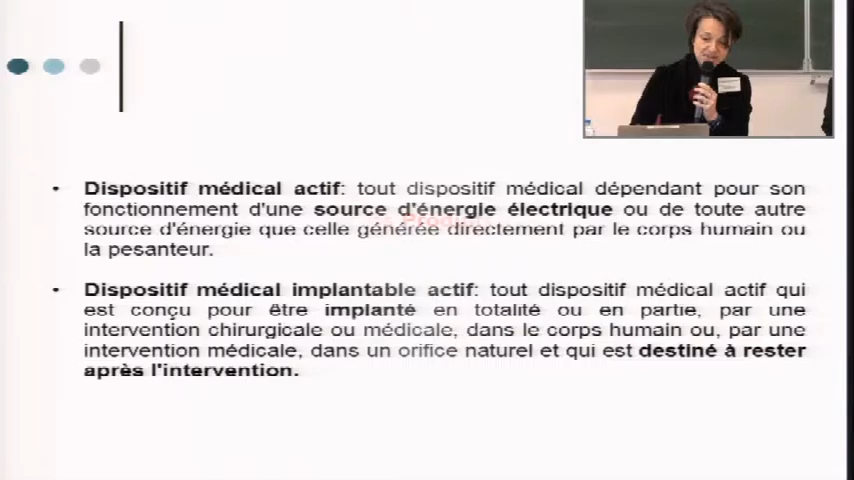 • Dispositif médical actif: tout dispositif médical dépendant pour son
fonctionnement d'une source d'énergie électrique ou de toute autre
source d'énergie que celle générée directement par le corps humain ou
la pesanteur.
• Dispositif médical implantable actif: tout dispositif médical actif qui
est conçu pour être implanté en totalité ou en partie, par une
intervention chirurgicale ou médicale, dans le corps humain ou, par une
intervention médicale, dans un orifice naturel et qui est destiné à rester
après l'intervention.